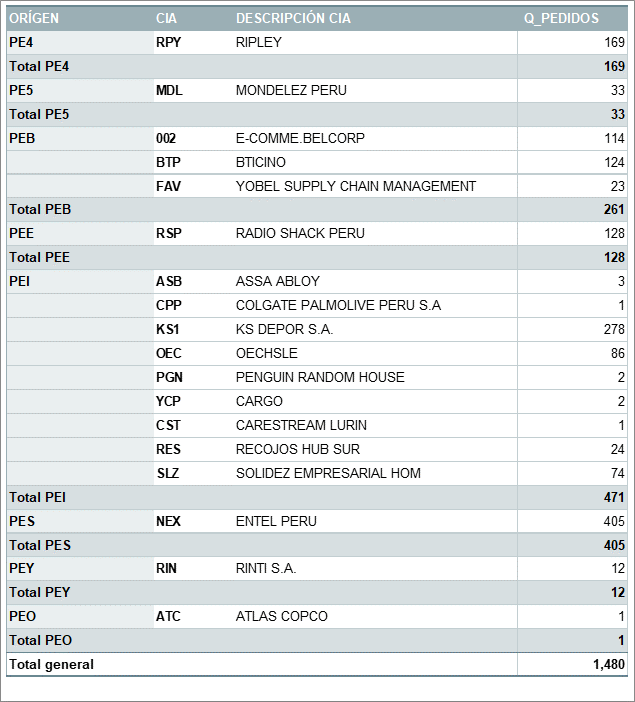 ORÍGEN CIA DESCRIPCIÓN CIA Q_PEDIDOS
PE4 RPY RIPLEY 169
Total PE4 169
PE5 MDL MONDELEZ PERU 33
Total PE5 33
PEB 002 E-COMME.BELCORP 114
BTP BTICINO 124
FAV YOBEL SUPPLY CHAIN MANAGEMENT 23
Total PEB 261
PEE RSP RADIO SHACK PERU 128
Total PEE 128
PEI ASB ASSA ABLOY 3
CPP COLGATE PALMOLIVE PERU S.A 1
KS1 KS DEPOR S.A. 278
OEC OECHSLE 86
PGN PENGUIN RANDOM HOUSE 2
YCP CARGO 2
CST CARESTREAM LURIN 1
RES RECOJOS HUB SUR 24
SLZ SOLIDEZ EMPRESARIAL HOM 74
Total PEI 471
PES NEX ENTEL PERU 405
Total PES 405
PEY RIN RINTI S.A. 12
Total PEY 12
PEO ATC ATLAS COPCO 1
Total PEO 1
Total general 1,480